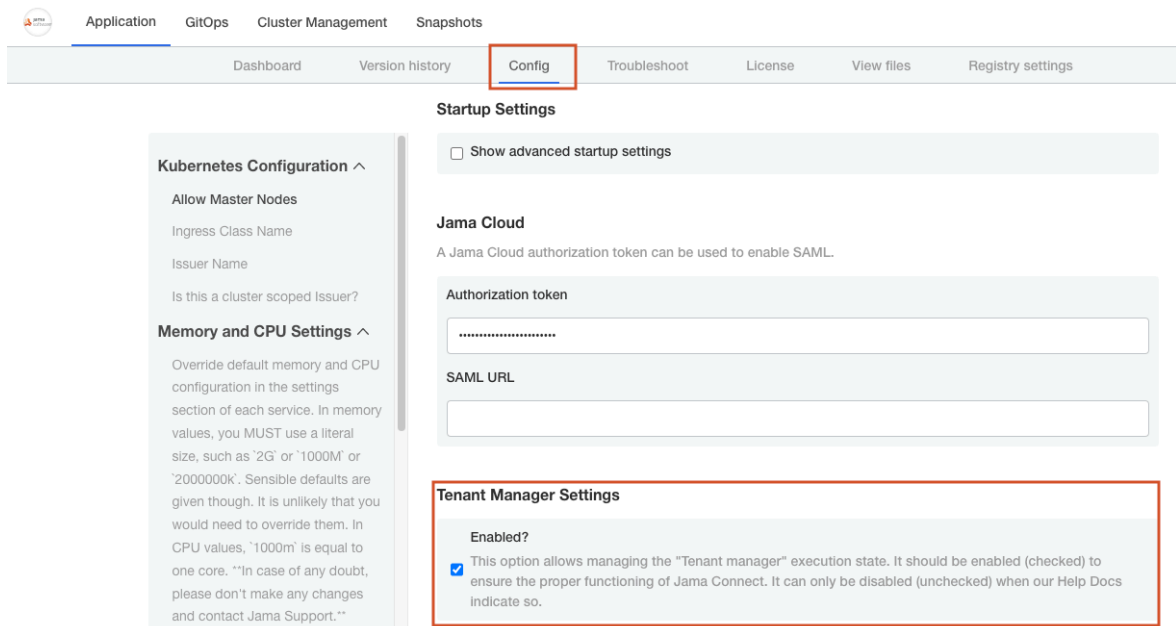 jama software
Application GitOps Cluster Management Snapshots
Dashboard Version history Config Troubleshoot License View files Registry settings
Kubernetes Configuration
Allow Master Nodes
Ingress Class Name
Issuer Name
Is this a cluster scoped Issuer?
Memory and CPU Settings
Override default memory and CPU
configuration in the settings
section of each service. In memory
values, you MUST use a literal
size, such as `2G` or `1000M` or
`2000000k`. Sensible defaults are
given though. It is unlikely that you
would need to override them. In
CPU values, `1000m` is equal to
one core. **In case of any doubt,
please don't make any changes
and contact Jama Support.**
Startup Settings
Show advanced startup settings
Jama Cloud
A Jama Cloud authorization token can be used to enable SAML.
Authorization token
••••••••••••••••••••••••
SAML URL
Tenant Manager Settings
Enabled?
This option allows managing the "Tenant manager" execution state. It should be enabled (checked) to
ensure the proper functioning of Jama Connect. It can only be disabled (unchecked) when our Help Docs
indicate so.